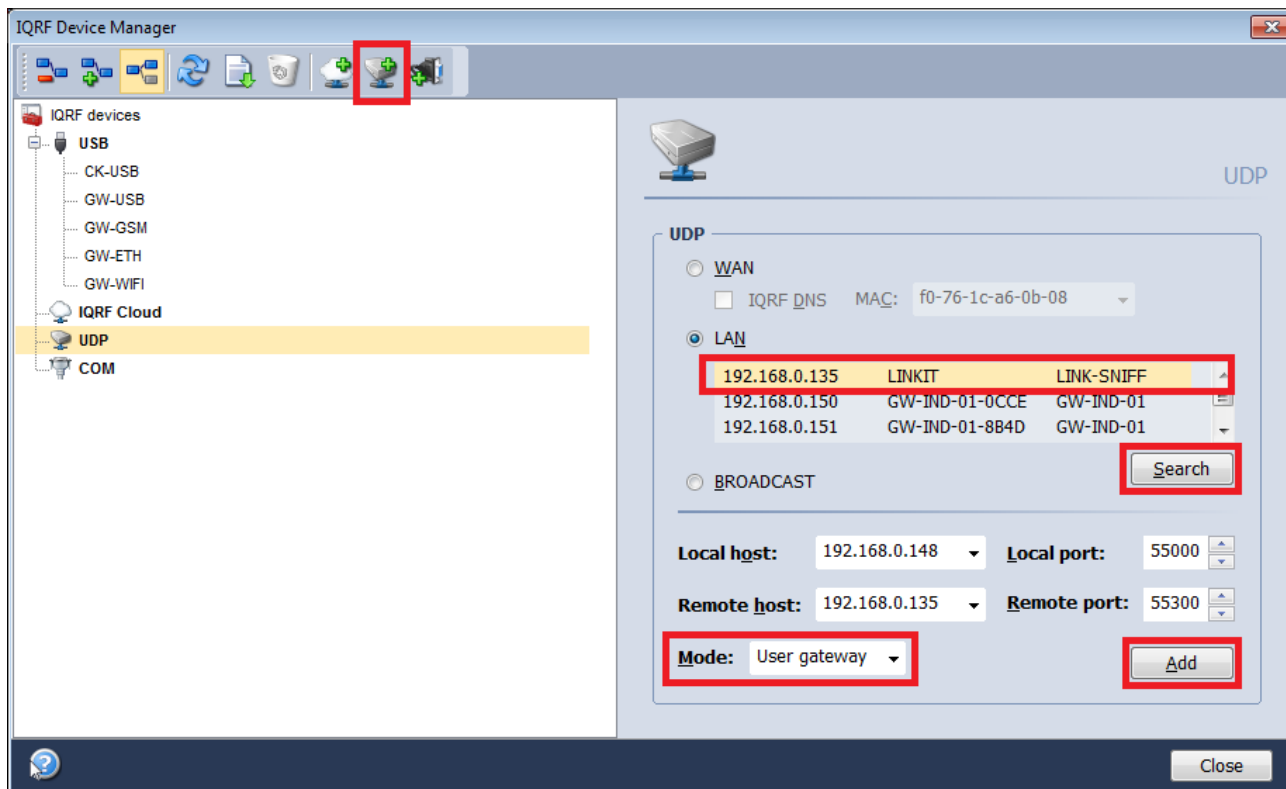 IQRF Device Manager
IQRF devices
USB
CK-USB
GW-USB
GW-GSM
GW-ETH
GW-WIFI
IQRF Cloud
UDP
COM
UDP
UDP
WAN
IQRF DNS MAC: f0-76-1c-a6-0b-08
LAN
192.168.0.135 LINKIT LINK-SNIFF
192.168.0.150 GW-IND-01-0CCE GW-IND-01
192.168.0.151 GW-IND-01-8B4D GW-IND-01
Search
BROADCAST
Local host: 192.168.0.148 Local port: 55000
Remote host: 192.168.0.135 Remote port: 55300
Mode: User gateway Add
Close